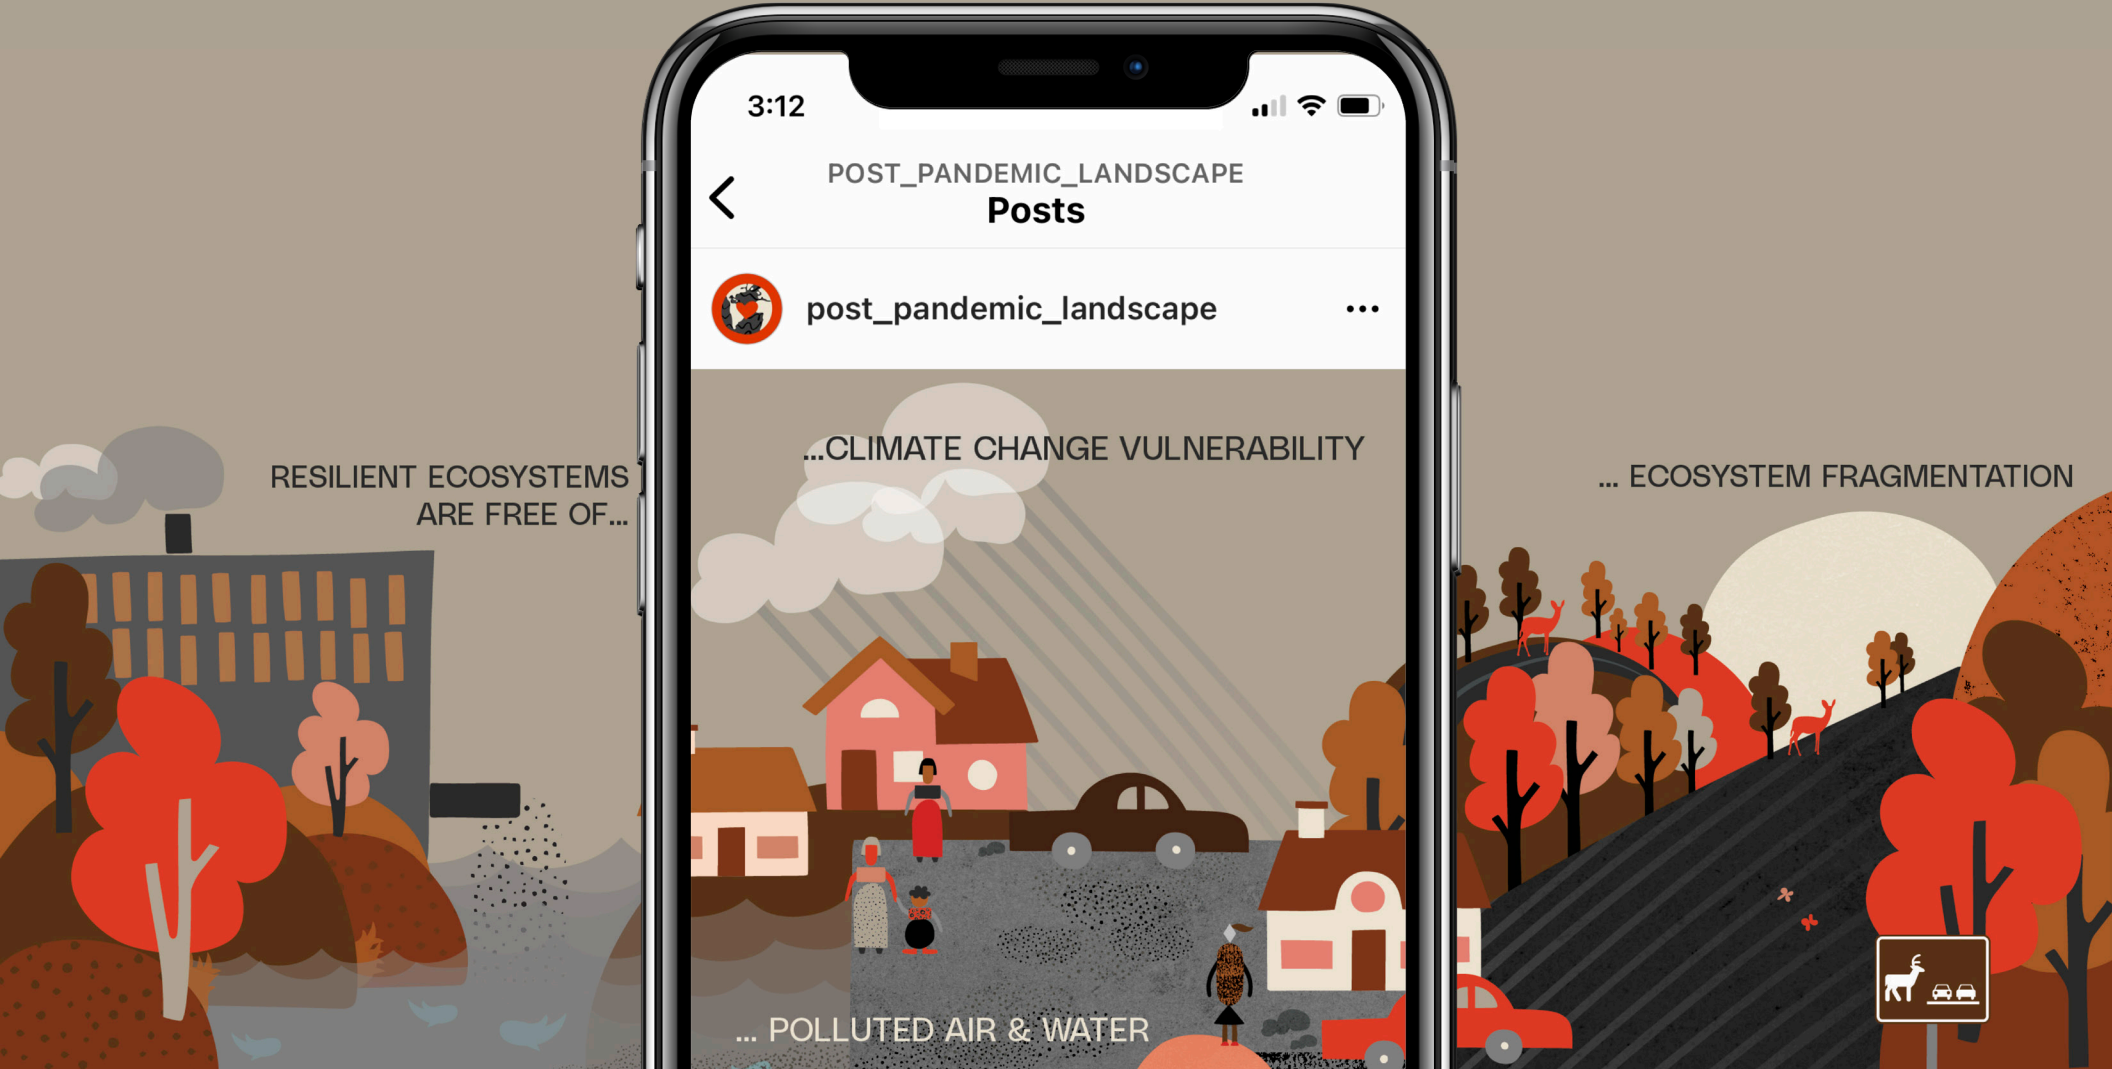 3:12
POST_PANDEMIC_LANDSCAPE
Posts
post_pandemic_landscape
RESILIENT ECOSYSTEMS
ARE FREE OF...
...CLIMATE CHANGE VULNERABILITY
... ECOSYSTEM FRAGMENTATION
... POLLUTED AIR & WATER